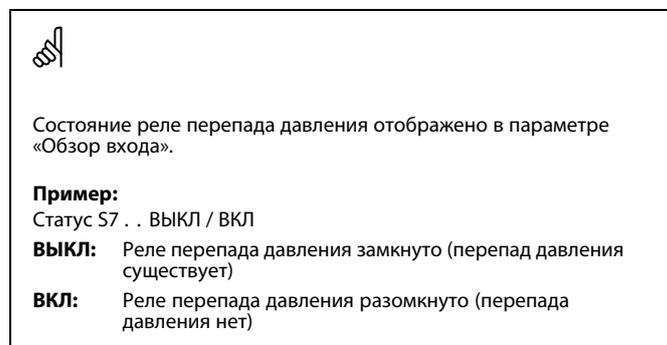 Состояние реле перепада давления отображено в параметре
«Обзор входа».
Пример:
Статус S7 . . ВЫКЛ / ВКЛ
ВЫКЛ: Реле перепада давления замкнуто (перепад давления
существует)
ВКЛ: Реле перепада давления разомкнуто (перепада
давления нет)